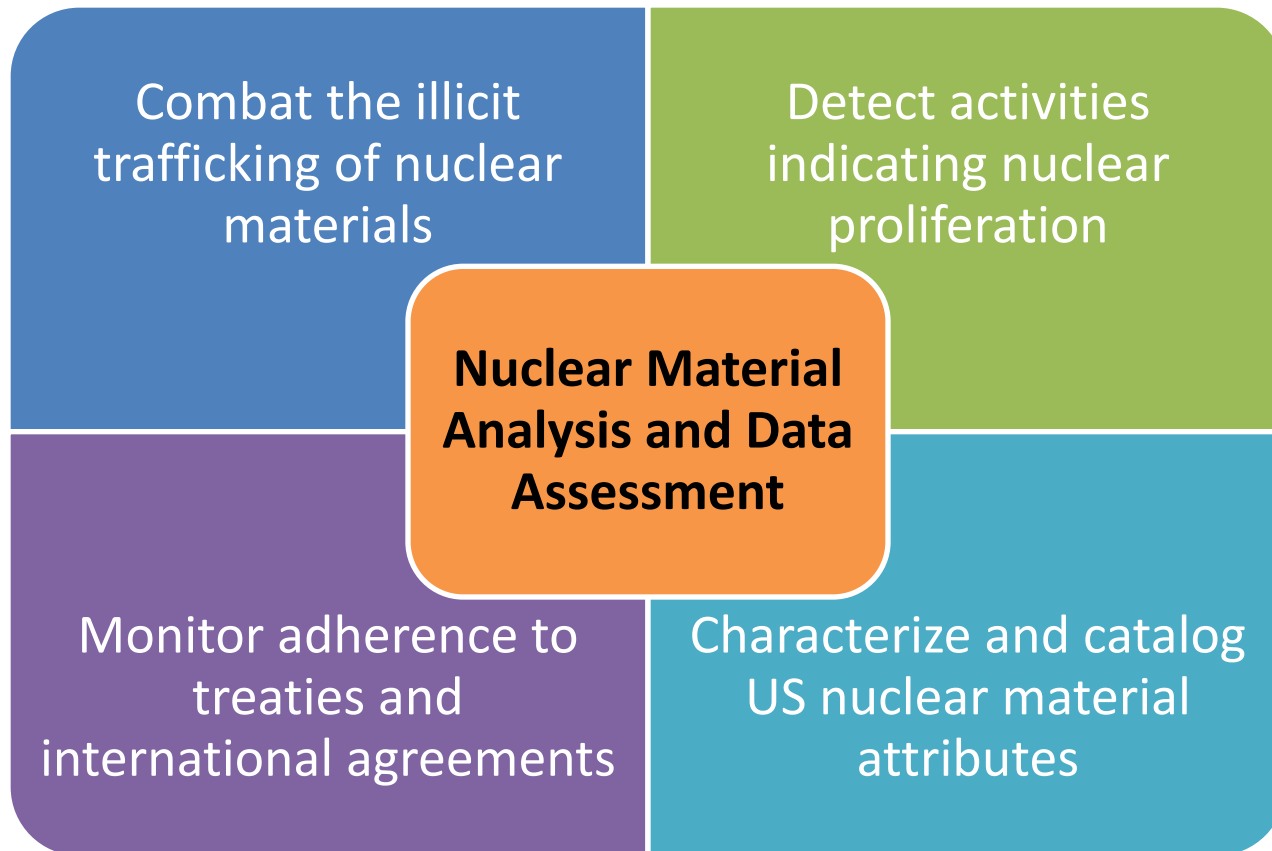 Combat the illicit
trafficking of nuclear
materials
Detect activities
indicating nuclear
proliferation
Nuclear Material
Analysis and Data
Assessment
Monitor adherence to
treaties and
international agreements
Characterize and catalog
US nuclear material
attributes